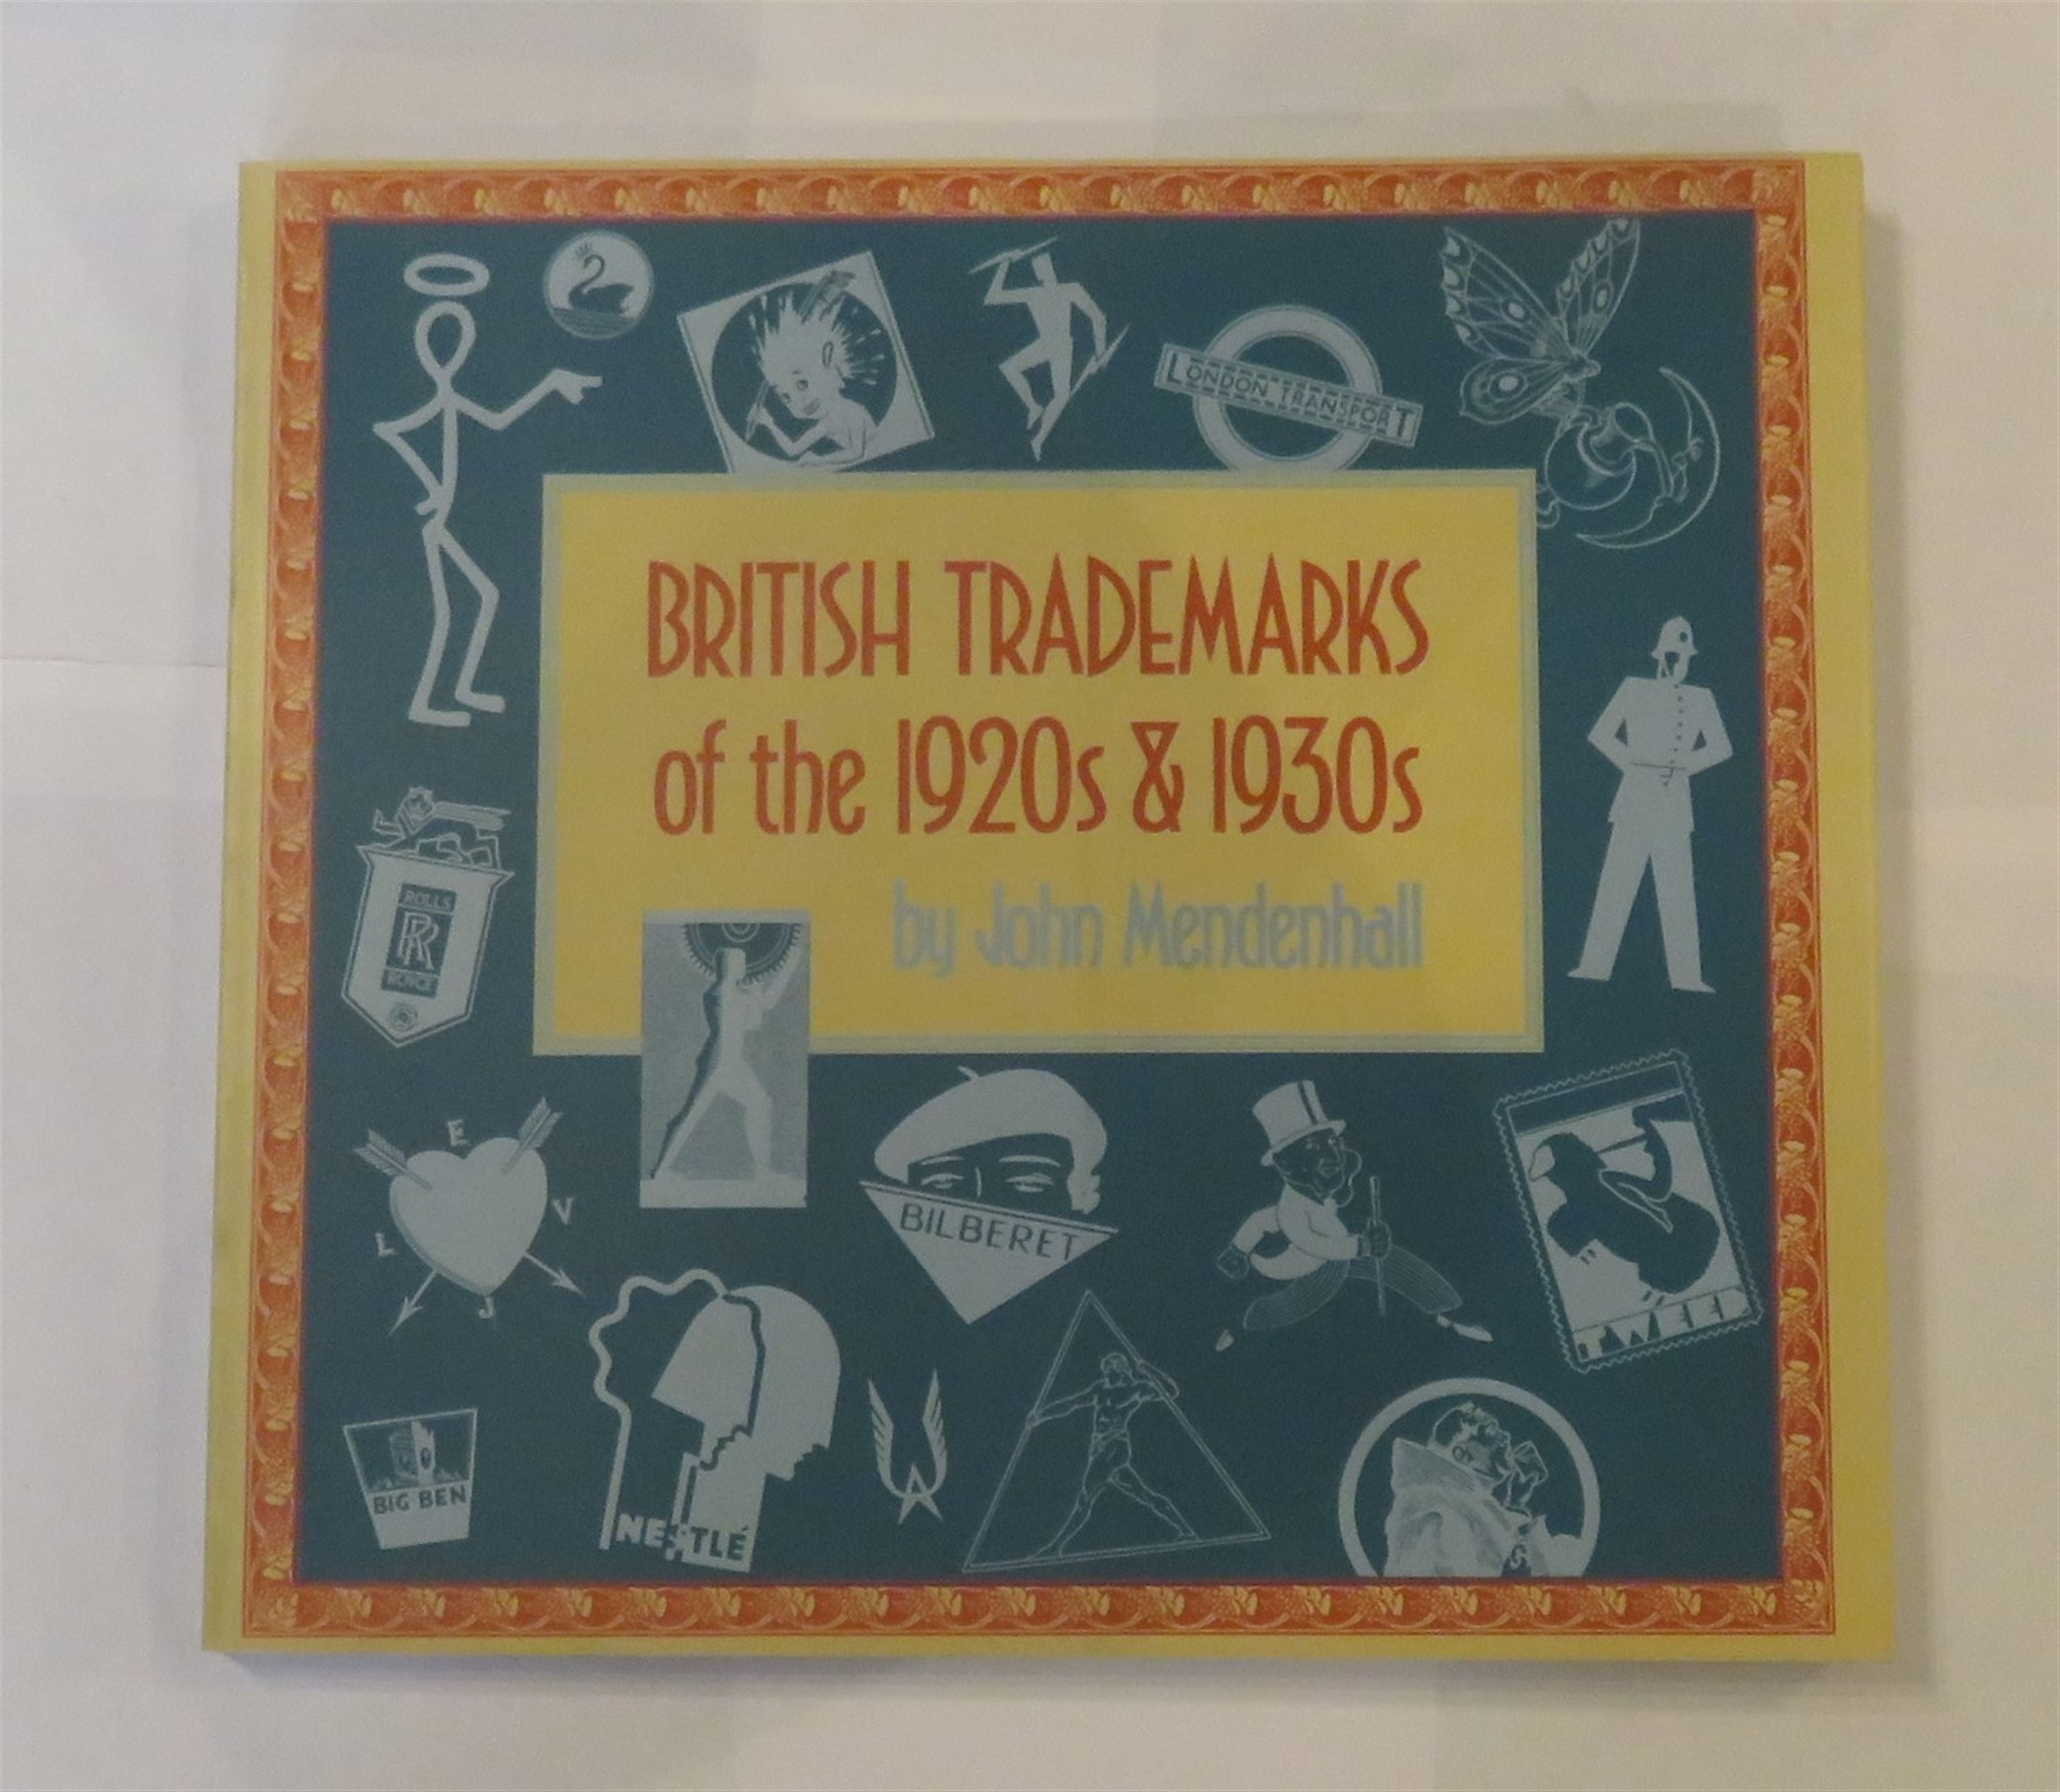 LONDON TRANSPORT
BRITISH TRADEMARKS
of the 1920s & 1930s
by John Mendenhall
ROLLS
RR
ROYCE
L E V J
BILBERET
TWEED
BIG BEN
NESTLÉ